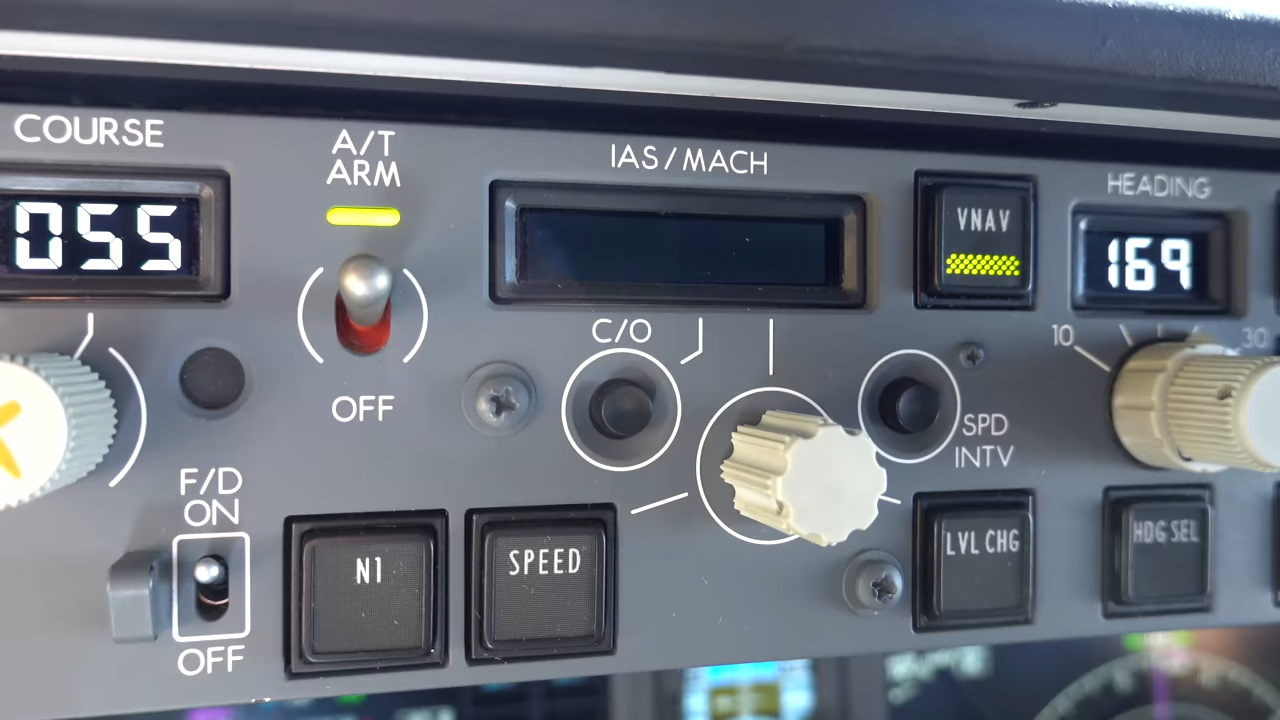 COURSE
055
A/T
ARM
OFF
IAS/MACH
C/O
VNAV
HEADING
169
10
30
SPD
INTV
F/D
ON
OFF
N1
SPEED
LVL CHG
HDG SEL